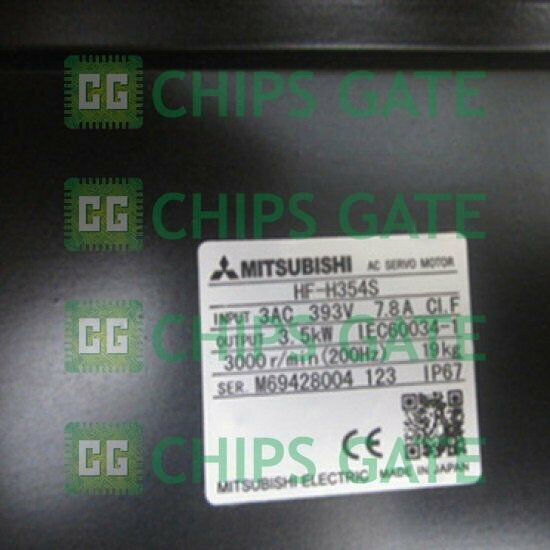 CG CHIPS GATE
CG CHIPS GATE
MITSUBISHI AC SERVO MOTOR
HF-H354S
INPUT 3AC 393V 7.8A CI.F
OUTPUT 3.5kW IEC60034-1
3000r/min(200Hz) 19kg
SER. M69428004 123 IP67
CE
CG CHIPS GATE
CG CHIPS GATE
MITSUBISHI ELECTRIC MADE IN JAPAN